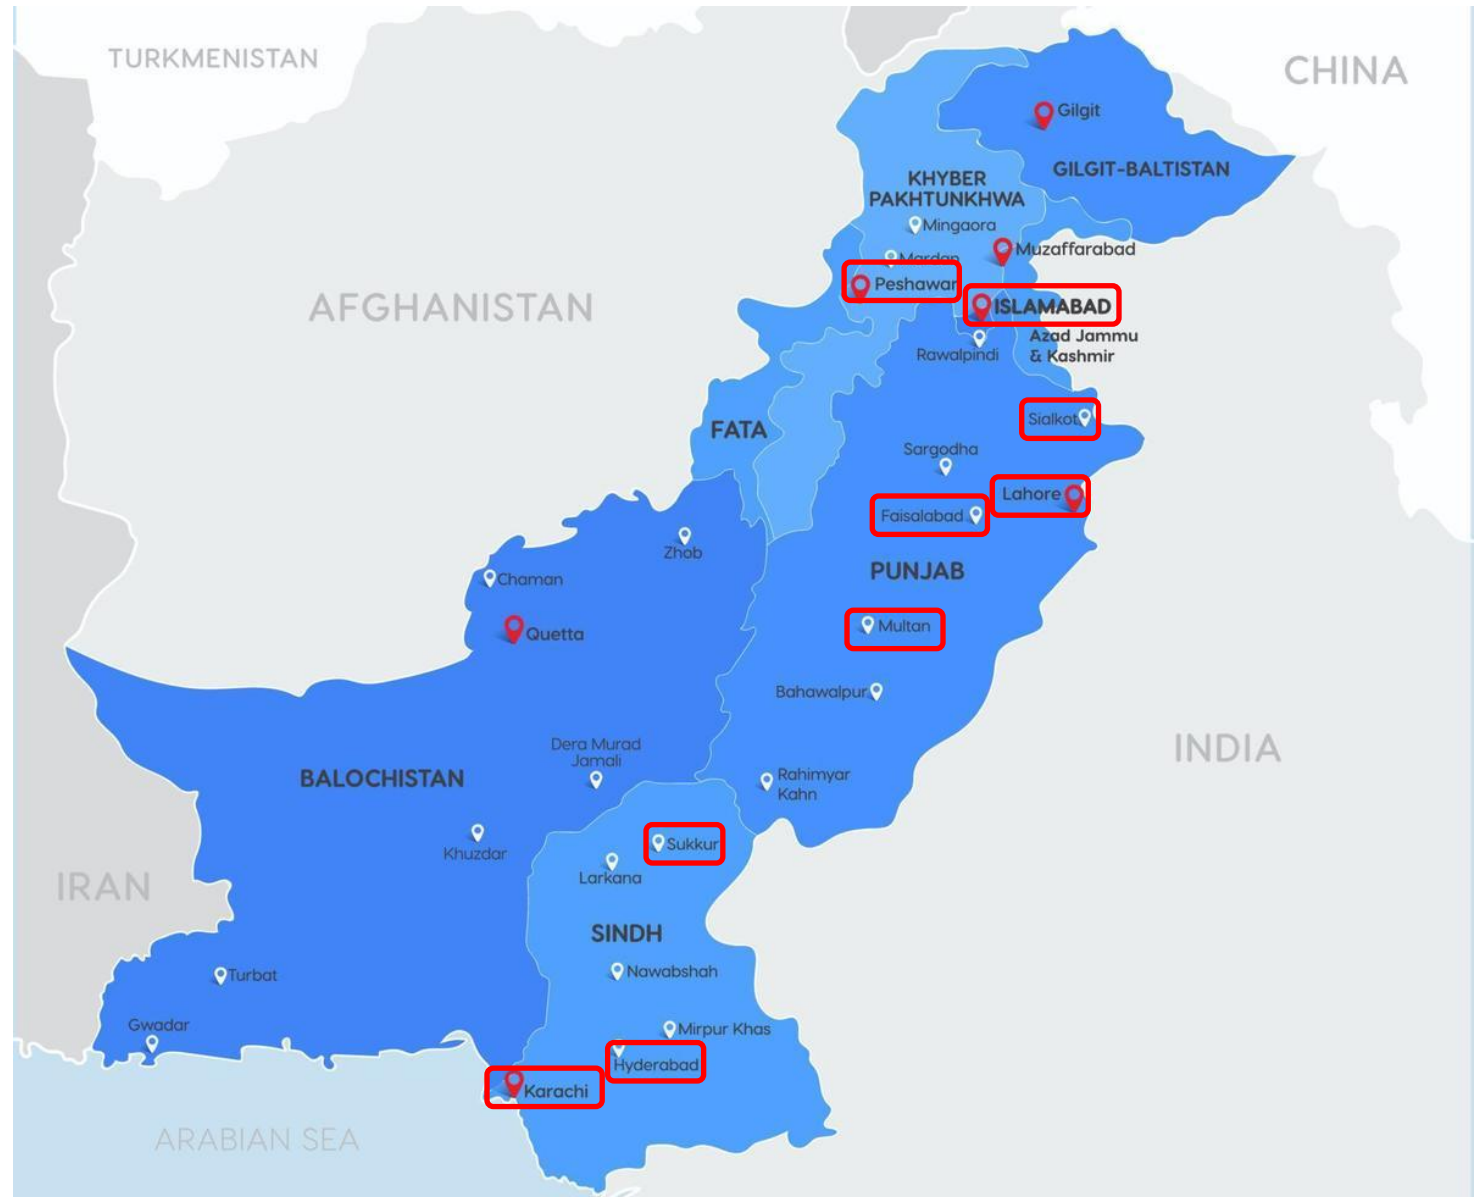 TURKMENISTAN
CHINA
Gilgit
GILGIT-BALTISTAN
KHYBER
PAKHTUNKHWA
Mingaora
Muzaffarabad
Mardan
Peshawar
AFGHANISTAN
ISLAMABAD
Azad Jammu
& Kashmir
Rawalpindi
Sialkot
FATA
Sargodha
Lahore
Faisalabad
Zhob
PUNJAB
Chaman
Multan
Quetta
Bahawalpur
INDIA
Dera Murad
Jamali
BALOCHISTAN
Rahimyar
Kahn
Sukkur
Khuzdar
Larkana
IRAN
SINDH
Nawabshah
Turbat
Gwadar
Mirpur Khas
Hyderabad
Karachi
ARABIAN SEA